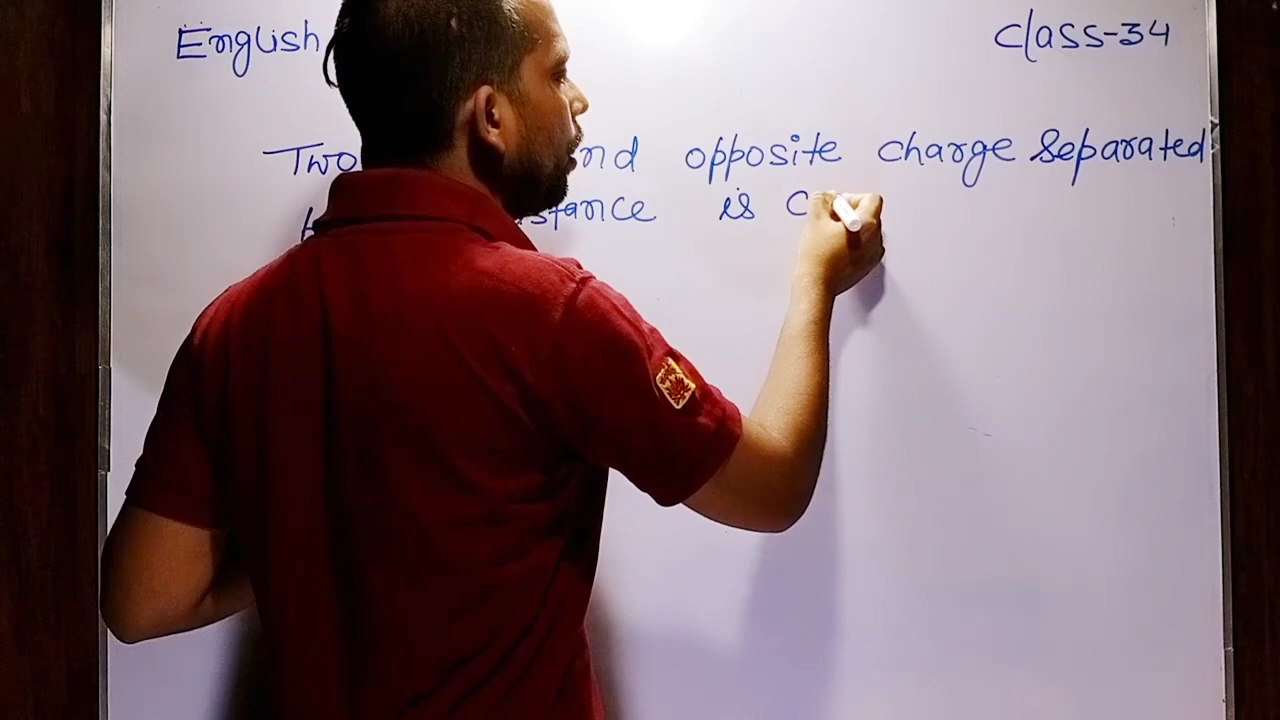 English class-34
Two nd opposite charge separated
stance is C